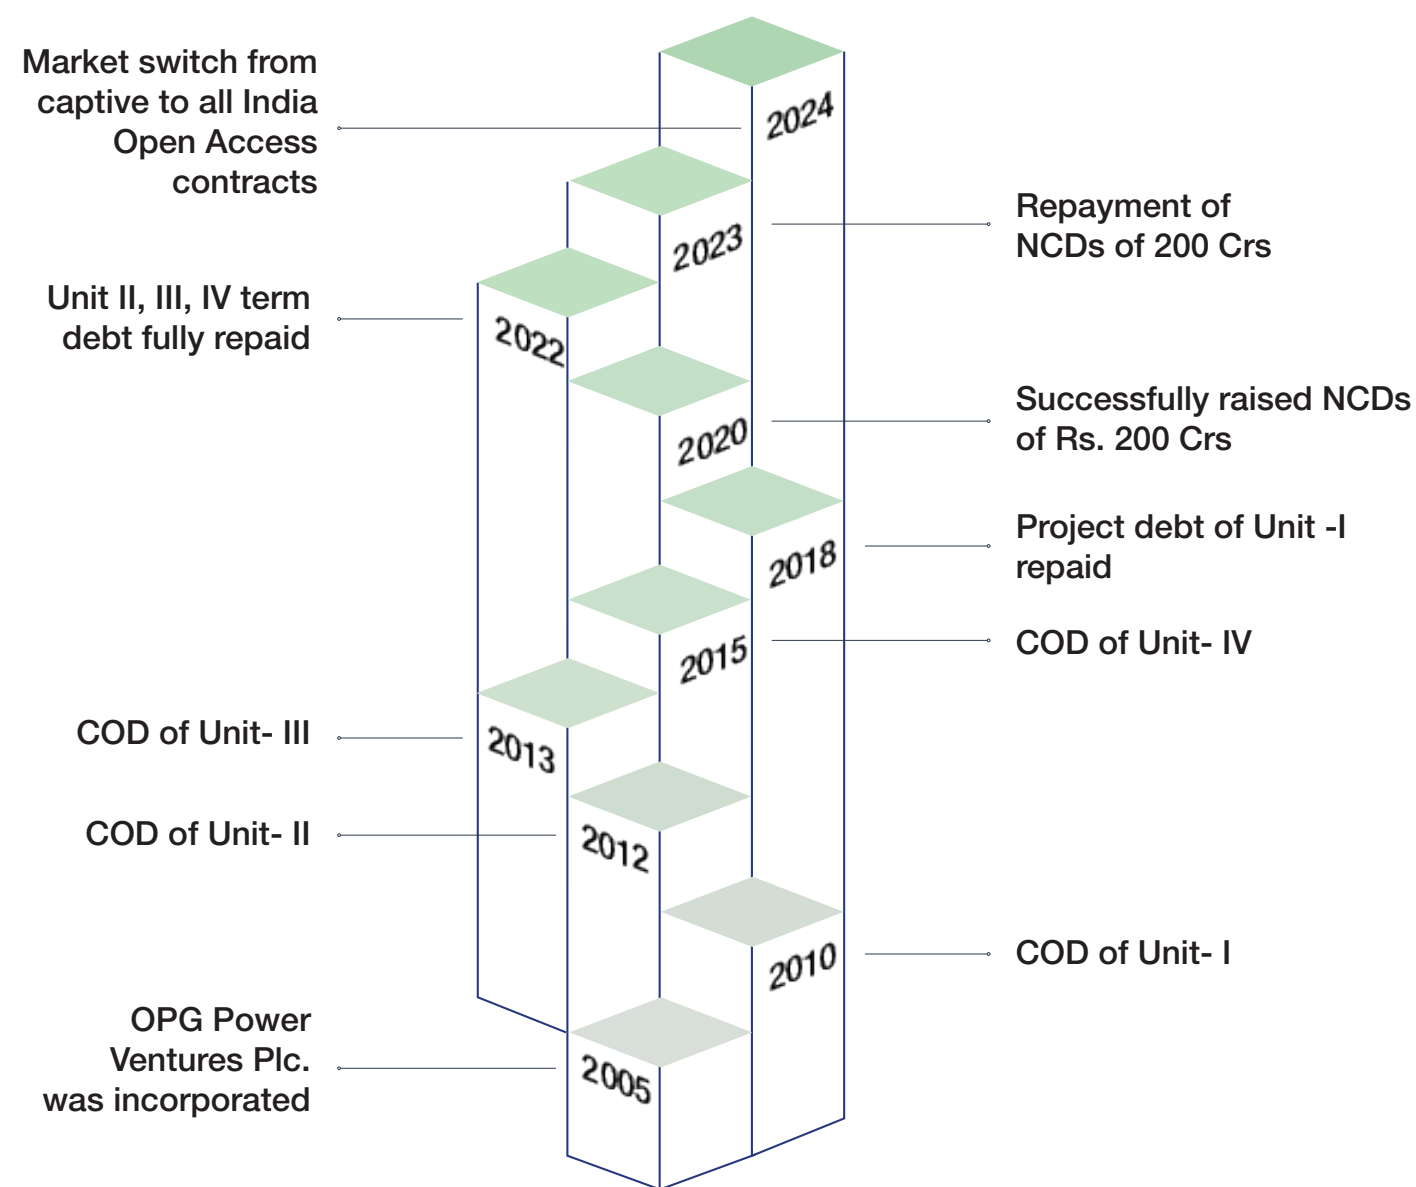 Market switch from
captive to all India
Open Access
contracts
2024
Repayment of
NCDs of 200 Crs
2023
Unit II, III, IV term
debt fully repaid
2022
Successfully raised NCDs
of Rs. 200 Crs
2020
Project debt of Unit -I
repaid
2018
COD of Unit- IV
2015
COD of Unit- III
2013
COD of Unit- II
2012
COD of Unit- I
2010
OPG Power
Ventures Plc.
was incorporated
2005